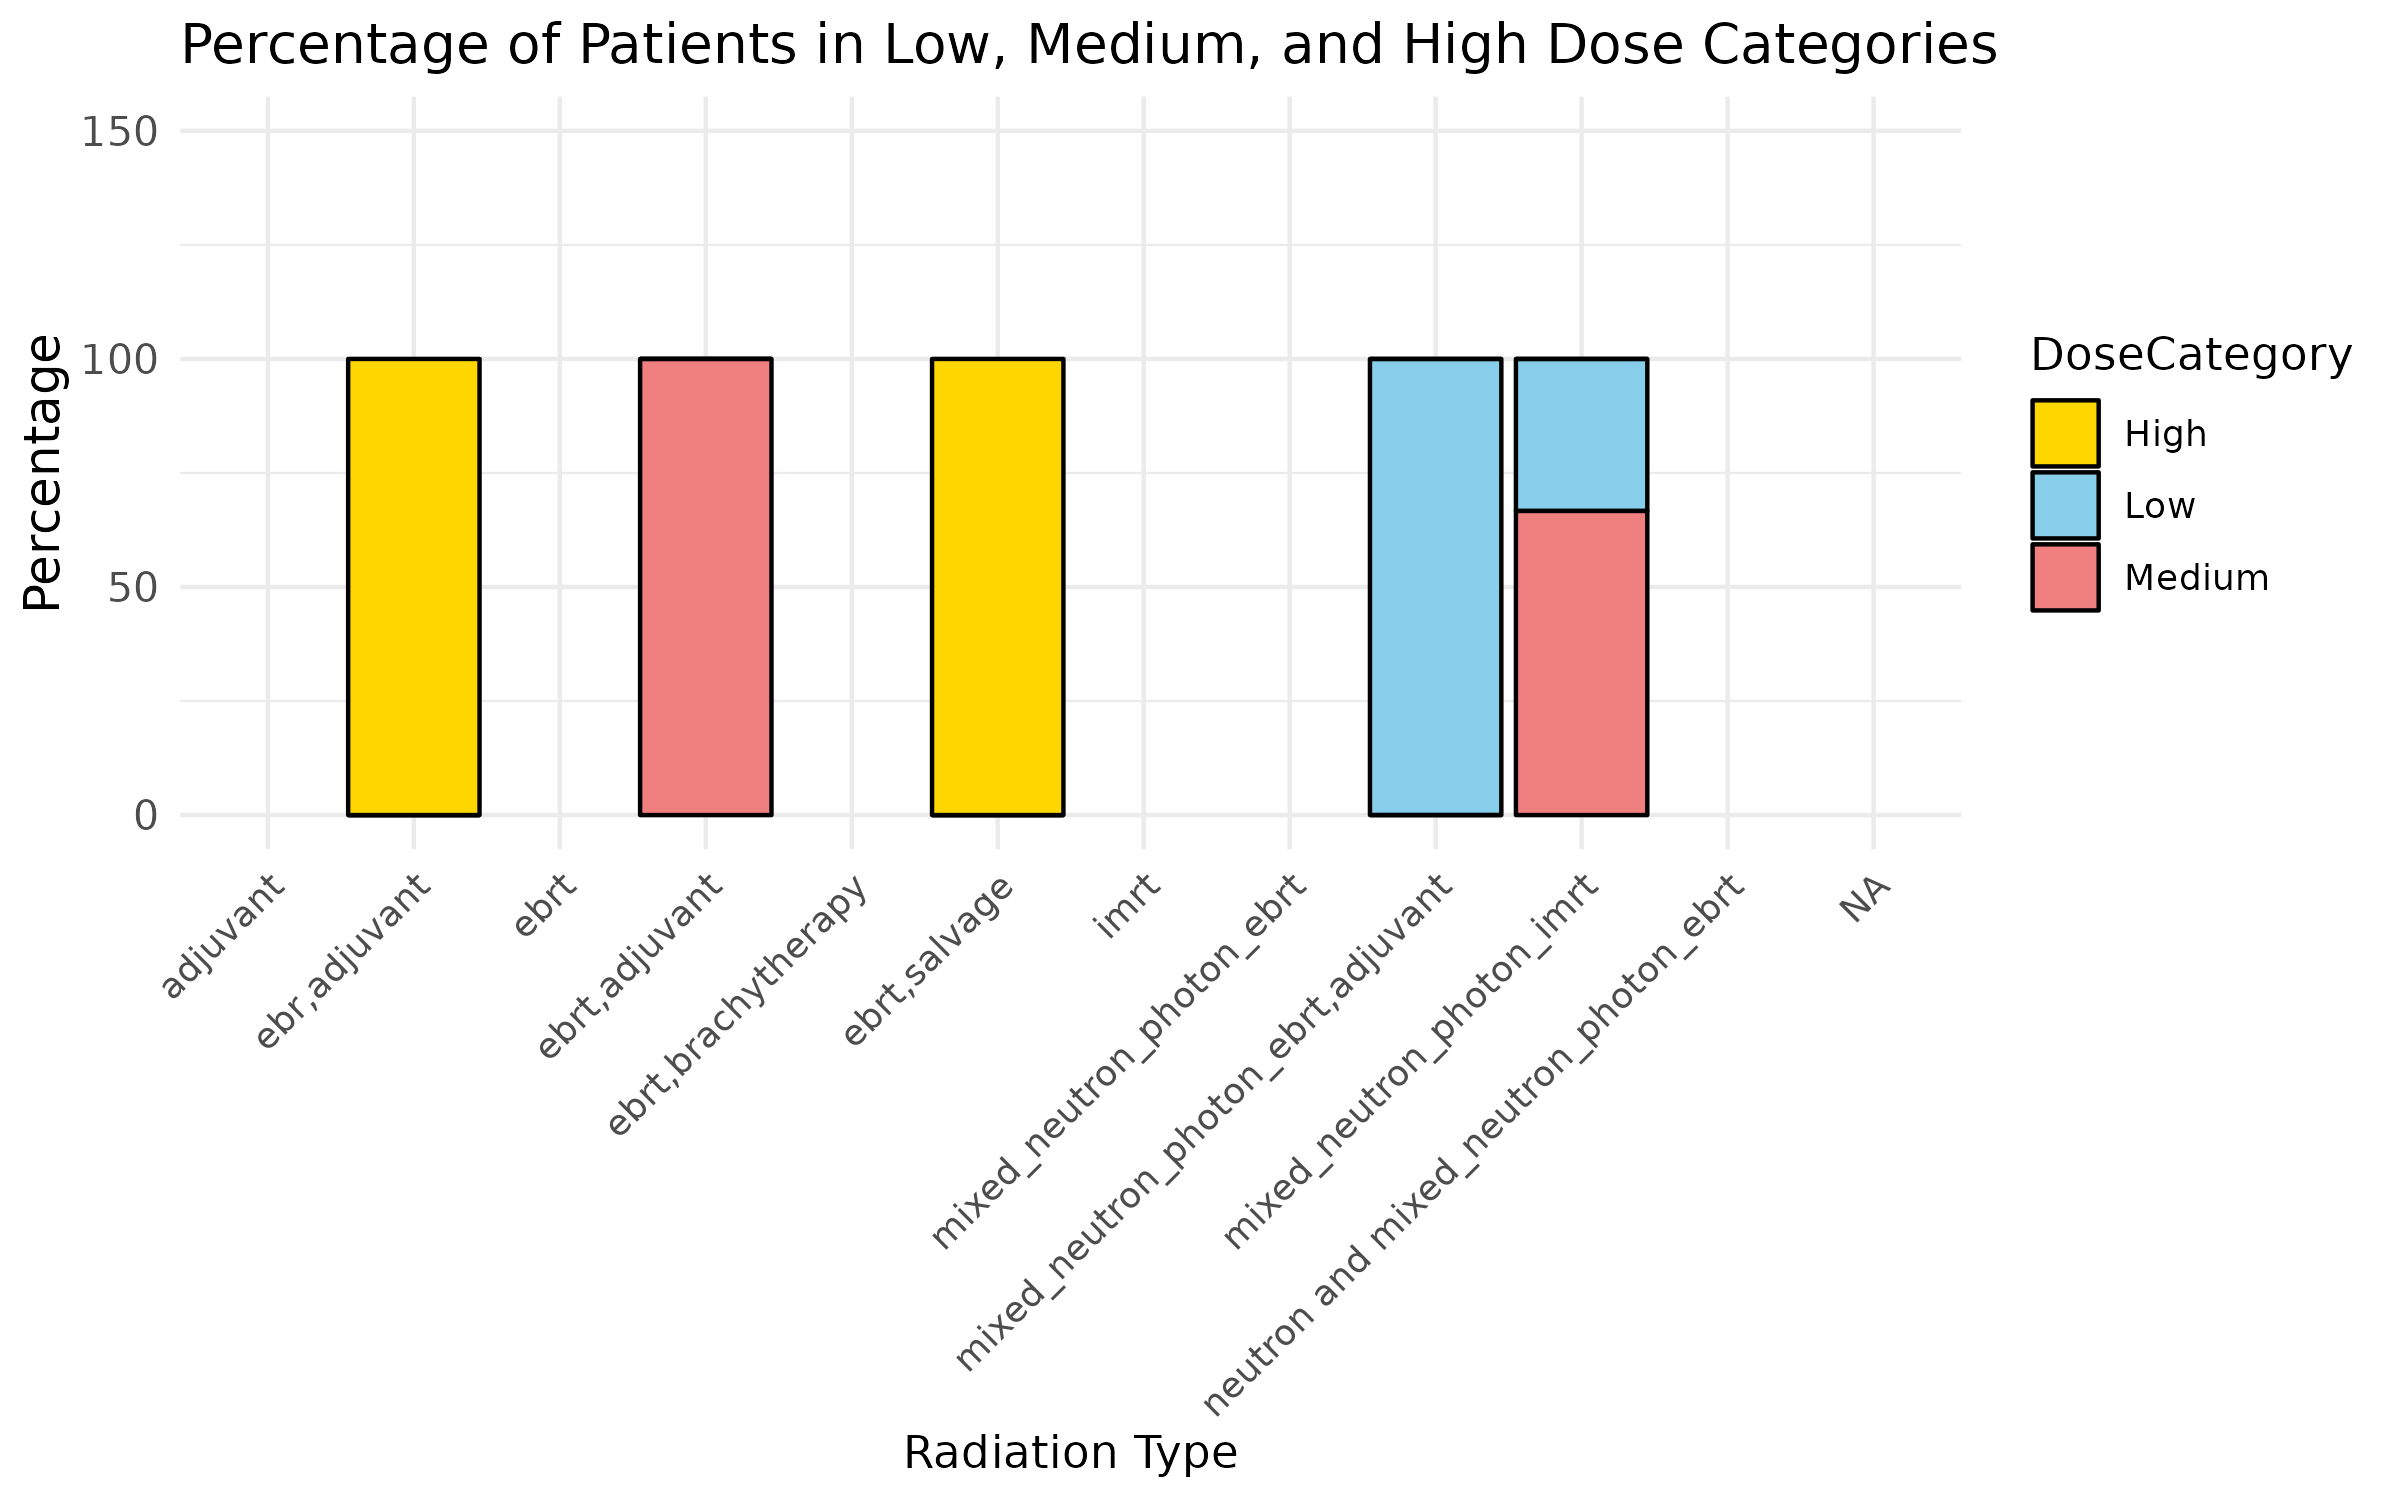 Percentage of Patients in Low, Medium, and High Dose Categories
Percentage
150
100
50
0
adjuvant
ebr,adjuvant
ebrt
ebrt,adjuvant
ebrt,brachytherapy
ebrt,salvage
imrt
mixed_neutron_photon_ebrt
mixed_neutron_photon_ebrt,adjuvant
mixed_neutron_photon_imrt
neutron and mixed_neutron_photon_ebrt
NA
Radiation Type
DoseCategory
High
Low
Medium